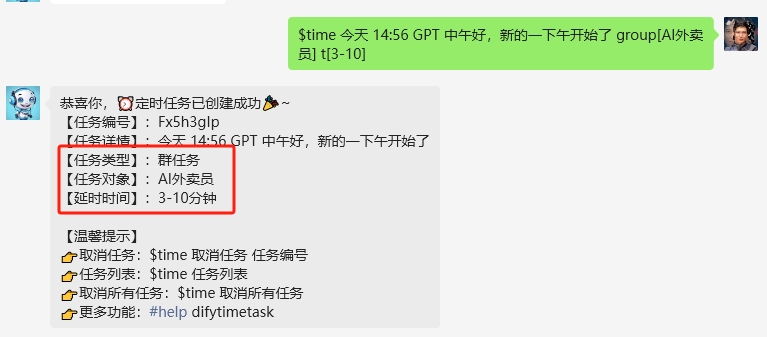 $time 今天 14:56 GPT 中午好，新的一下午开始了 group[AI外卖
员] t[3-10]
恭喜你，⏰定时任务已创建成功🎉~
【任务编号】：Fx5h3gIp
【任务详情】：今天 14:56 GPT 中午好，新的一下午开始了
【任务类型】：群任务
【任务对象】：AI外卖员
【延时时间】：3-10分钟
【温馨提示】
👉取消任务：$time 取消任务 任务编号
👉任务列表：$time 任务列表
👉取消所有任务：$time 取消所有任务
👉更多功能：#help difytimetask